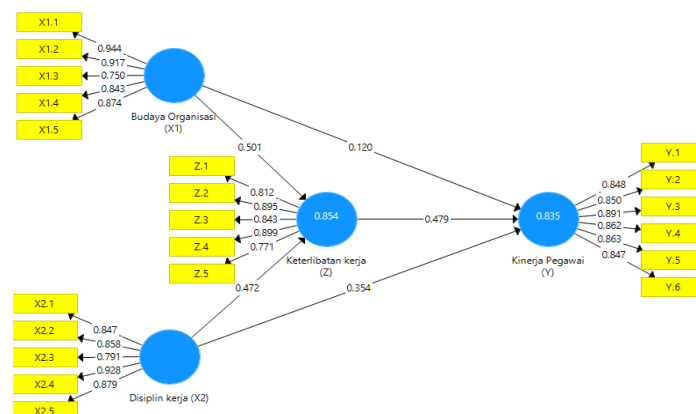 X1.1
X1.2
X1.3
X1.4
X1.5
0.944
0.917
0.750
0.843
0.874
Budaya Organisasi
(X1)
0.501
0.120
Z.1
Z.2
Z.3
Z.4
Z.5
0.812
0.895
0.843
0.899
0.771
0.854
Keterlibatan kerja
(Z)
0.479
0.472
0.354
0.835
Kinerja Pegawai
(Y)
0.848
0.850
0.891
0.862
0.863
0.847
Y.1
Y.2
Y.3
Y.4
Y.5
Y.6
X2.1
X2.2
X2.3
X2.4
X2.5
0.847
0.858
0.791
0.928
0.879
Disiplin kerja (X2)